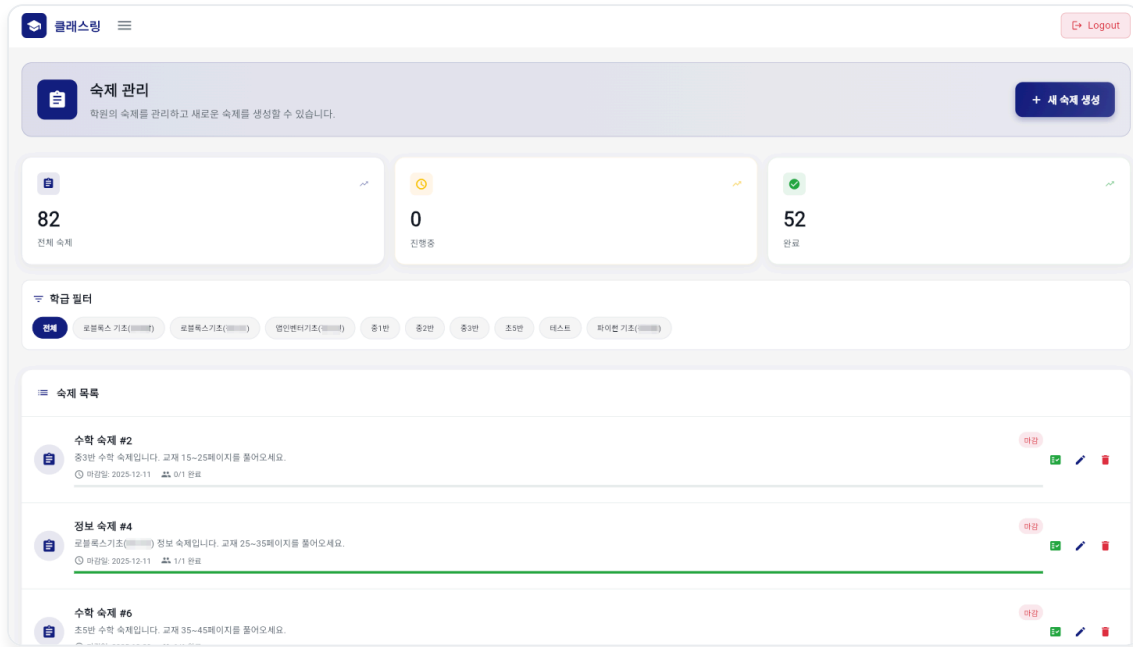 클래스링
Logout
숙제 관리
학원의 숙제를 관리하고 새로운 숙제를 생성할 수 있습니다.
+ 새 숙제 생성
82
전체 숙제
0
진행중
52
완료
학급 필터
전체
로블록스 기초( )
로블록스기초( )
앱인벤터기초( )
중1반
중2반
중3반
초5반
테스트
파이썬 기초( )
숙제 목록
수학 숙제 #2
마감
중3반 수학 숙제입니다. 교재 15~25페이지를 풀어오세요.
마감일: 2025-12-11 0/1 완료
정보 숙제 #4
마감
로블록스기초( ) 정보 숙제입니다. 교재 25~35페이지를 풀어오세요.
마감일: 2025-12-11 1/1 완료
수학 숙제 #6
마감
초5반 수학 숙제입니다. 교재 35~45페이지를 풀어오세요.